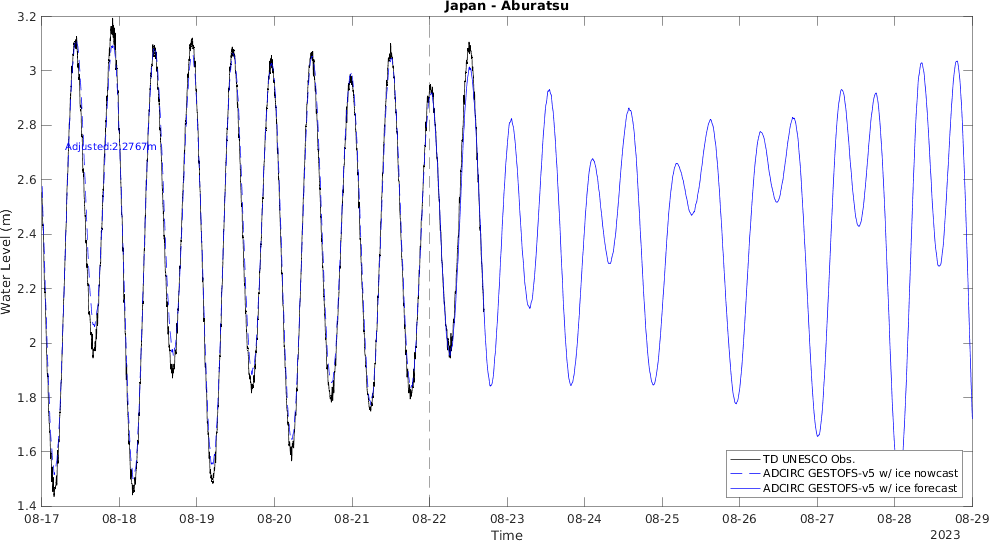 Japan - Aburatsu
3.2
3
2.8
2.6
2.4
2.2
2
1.8
1.6
1.4
Water Level (m)
Adjusted:2.2767m
TD UNESCO Obs.
ADCIRC GESTOFS-v5 w/ ice nowcast
ADCIRC GESTOFS-v5 w/ ice forecast
08-17 08-18 08-19 08-20 08-21 08-22 08-23 08-24 08-25 08-26 08-27 08-28 08-29
Time
2023